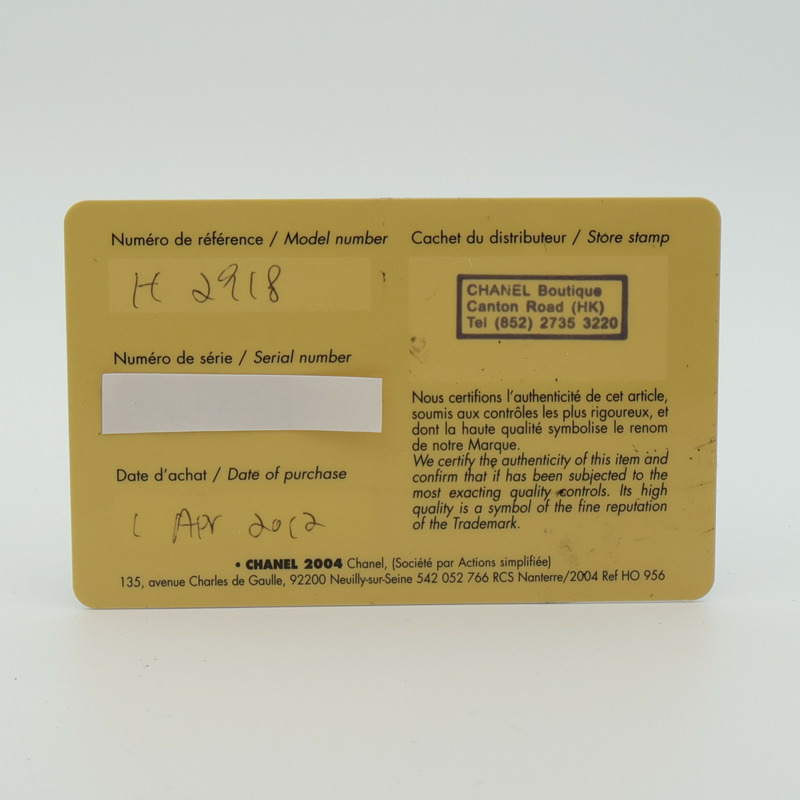 Numéro de référence / Model number
H 2918
Numéro de série / Serial number
Date d'achat / Date of purchase
1 Apr 2012
Cachet du distributeur / Store stamp
CHANEL Boutique
Canton Road (HK)
Tel (852) 2735 3220
Nous certifions l'authenticité de cet article,
soumis aux contrôles les plus rigoureux, et
dont la haute qualité symbolise le renom
de notre Marque.
We certify the authenticity of this item and
confirm that it has been subjected to the
most exacting quality controls. Its high
quality is a symbol of the fine reputation
of the Trademark.
• CHANEL 2004 Chanel, (Société par Actions simplifiée)
135, avenue Charles de Gaulle, 92200 Neuilly-sur-Seine 542 052 766 RCS Nanterre/2004 Ref HO 956